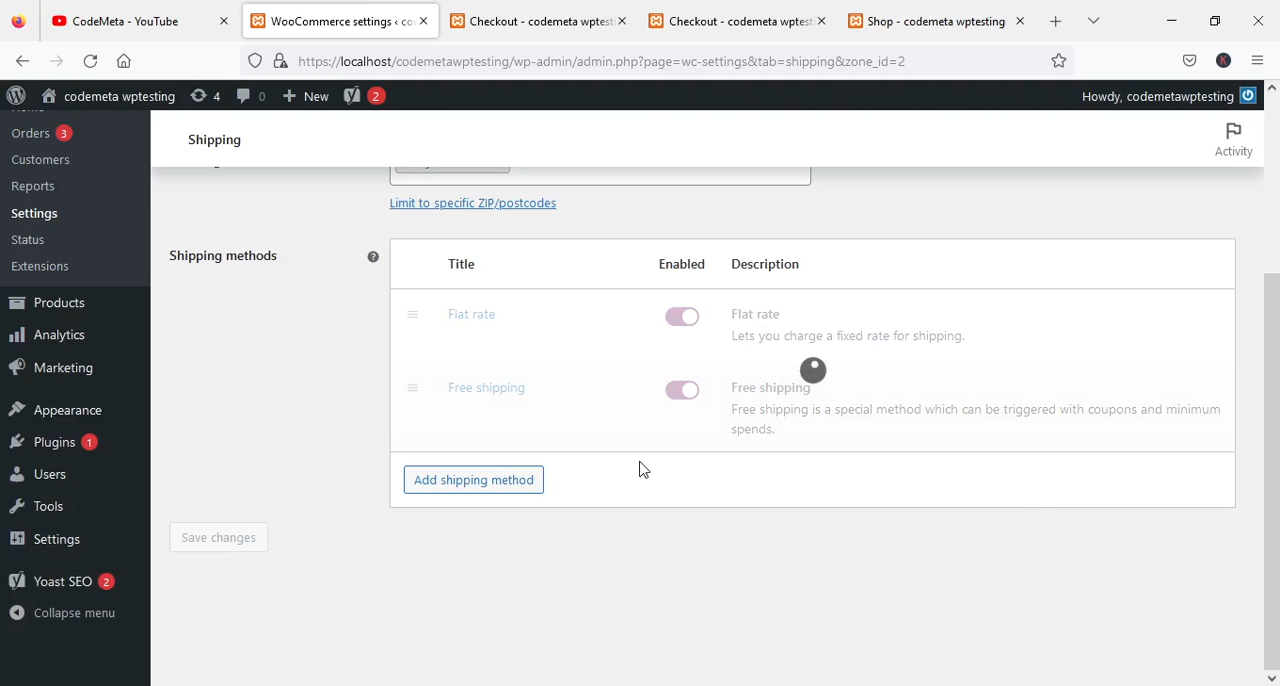 CodeMeta - YouTube
WooCommerce settings ‹ co
Checkout - codemeta wptest
Checkout - codemeta wptesti
Shop - codemeta wptesting
https://localhost/codemetawptesting/wp-admin/admin.php?page=wc-settings&tab=shipping&zone_id=2
K
codemeta wptesting
4
0
New
2
Howdy, codemetawptesting
Orders 3
Customers
Reports
Settings
Status
Extensions
Products
Analytics
Marketing
Appearance
Plugins 1
Users
Tools
Settings
Yoast SEO 2
Collapse menu
Shipping
Activity
Limit to specific ZIP/postcodes
Shipping methods
?
Title
Enabled
Description
Flat rate
Flat rate
Lets you charge a fixed rate for shipping.
Free shipping
Free shipping
Free shipping is a special method which can be triggered with coupons and minimum
spends.
Add shipping method
Save changes